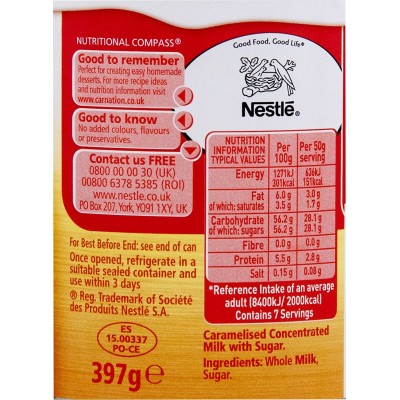 NUTRITIONAL COMPASS®
Good to remember
Perfect for creating easy homemade
desserts. For more recipe ideas
and nutrition information visit
www.carnation.co.uk
Good to know
No added colours, flavours
or preservatives.
Contact us FREE
0800 00 00 30 (UK)
00800 6378 5385 (ROI)
www.nestle.co.uk
PO Box 207, York, YO91 1XY, UK
For Best Before End: see end of can
Once opened, refrigerate in a
suitable sealed container and
use within 3 days
® Reg. Trademark of Société
des Produits Nestlé S.A.
ES
15.00337
PO-CE
397g e
Good Food, Good Life®
Nestlé®
NUTRITION INFORMATION TYPICAL VALUES Per 100g Per 50g serving
Energy 1271kJ 636kJ
301kcal 151kcal
Fat 6.0g 3.0g
of which: saturates 3.5g 1.7g
Carbohydrate 56.2g 28.1g
of which: sugars 56.2g 28.1g
Fibre 0.0g 0.0g
Protein 5.5g 2.8g
Salt 0.15g 0.08g
*Reference Intake of an average
adult (8400kJ/ 2000kcal)
Contains 7 Servings
Caramelised Concentrated
Milk with Sugar.
Ingredients: Whole Milk,
Sugar.